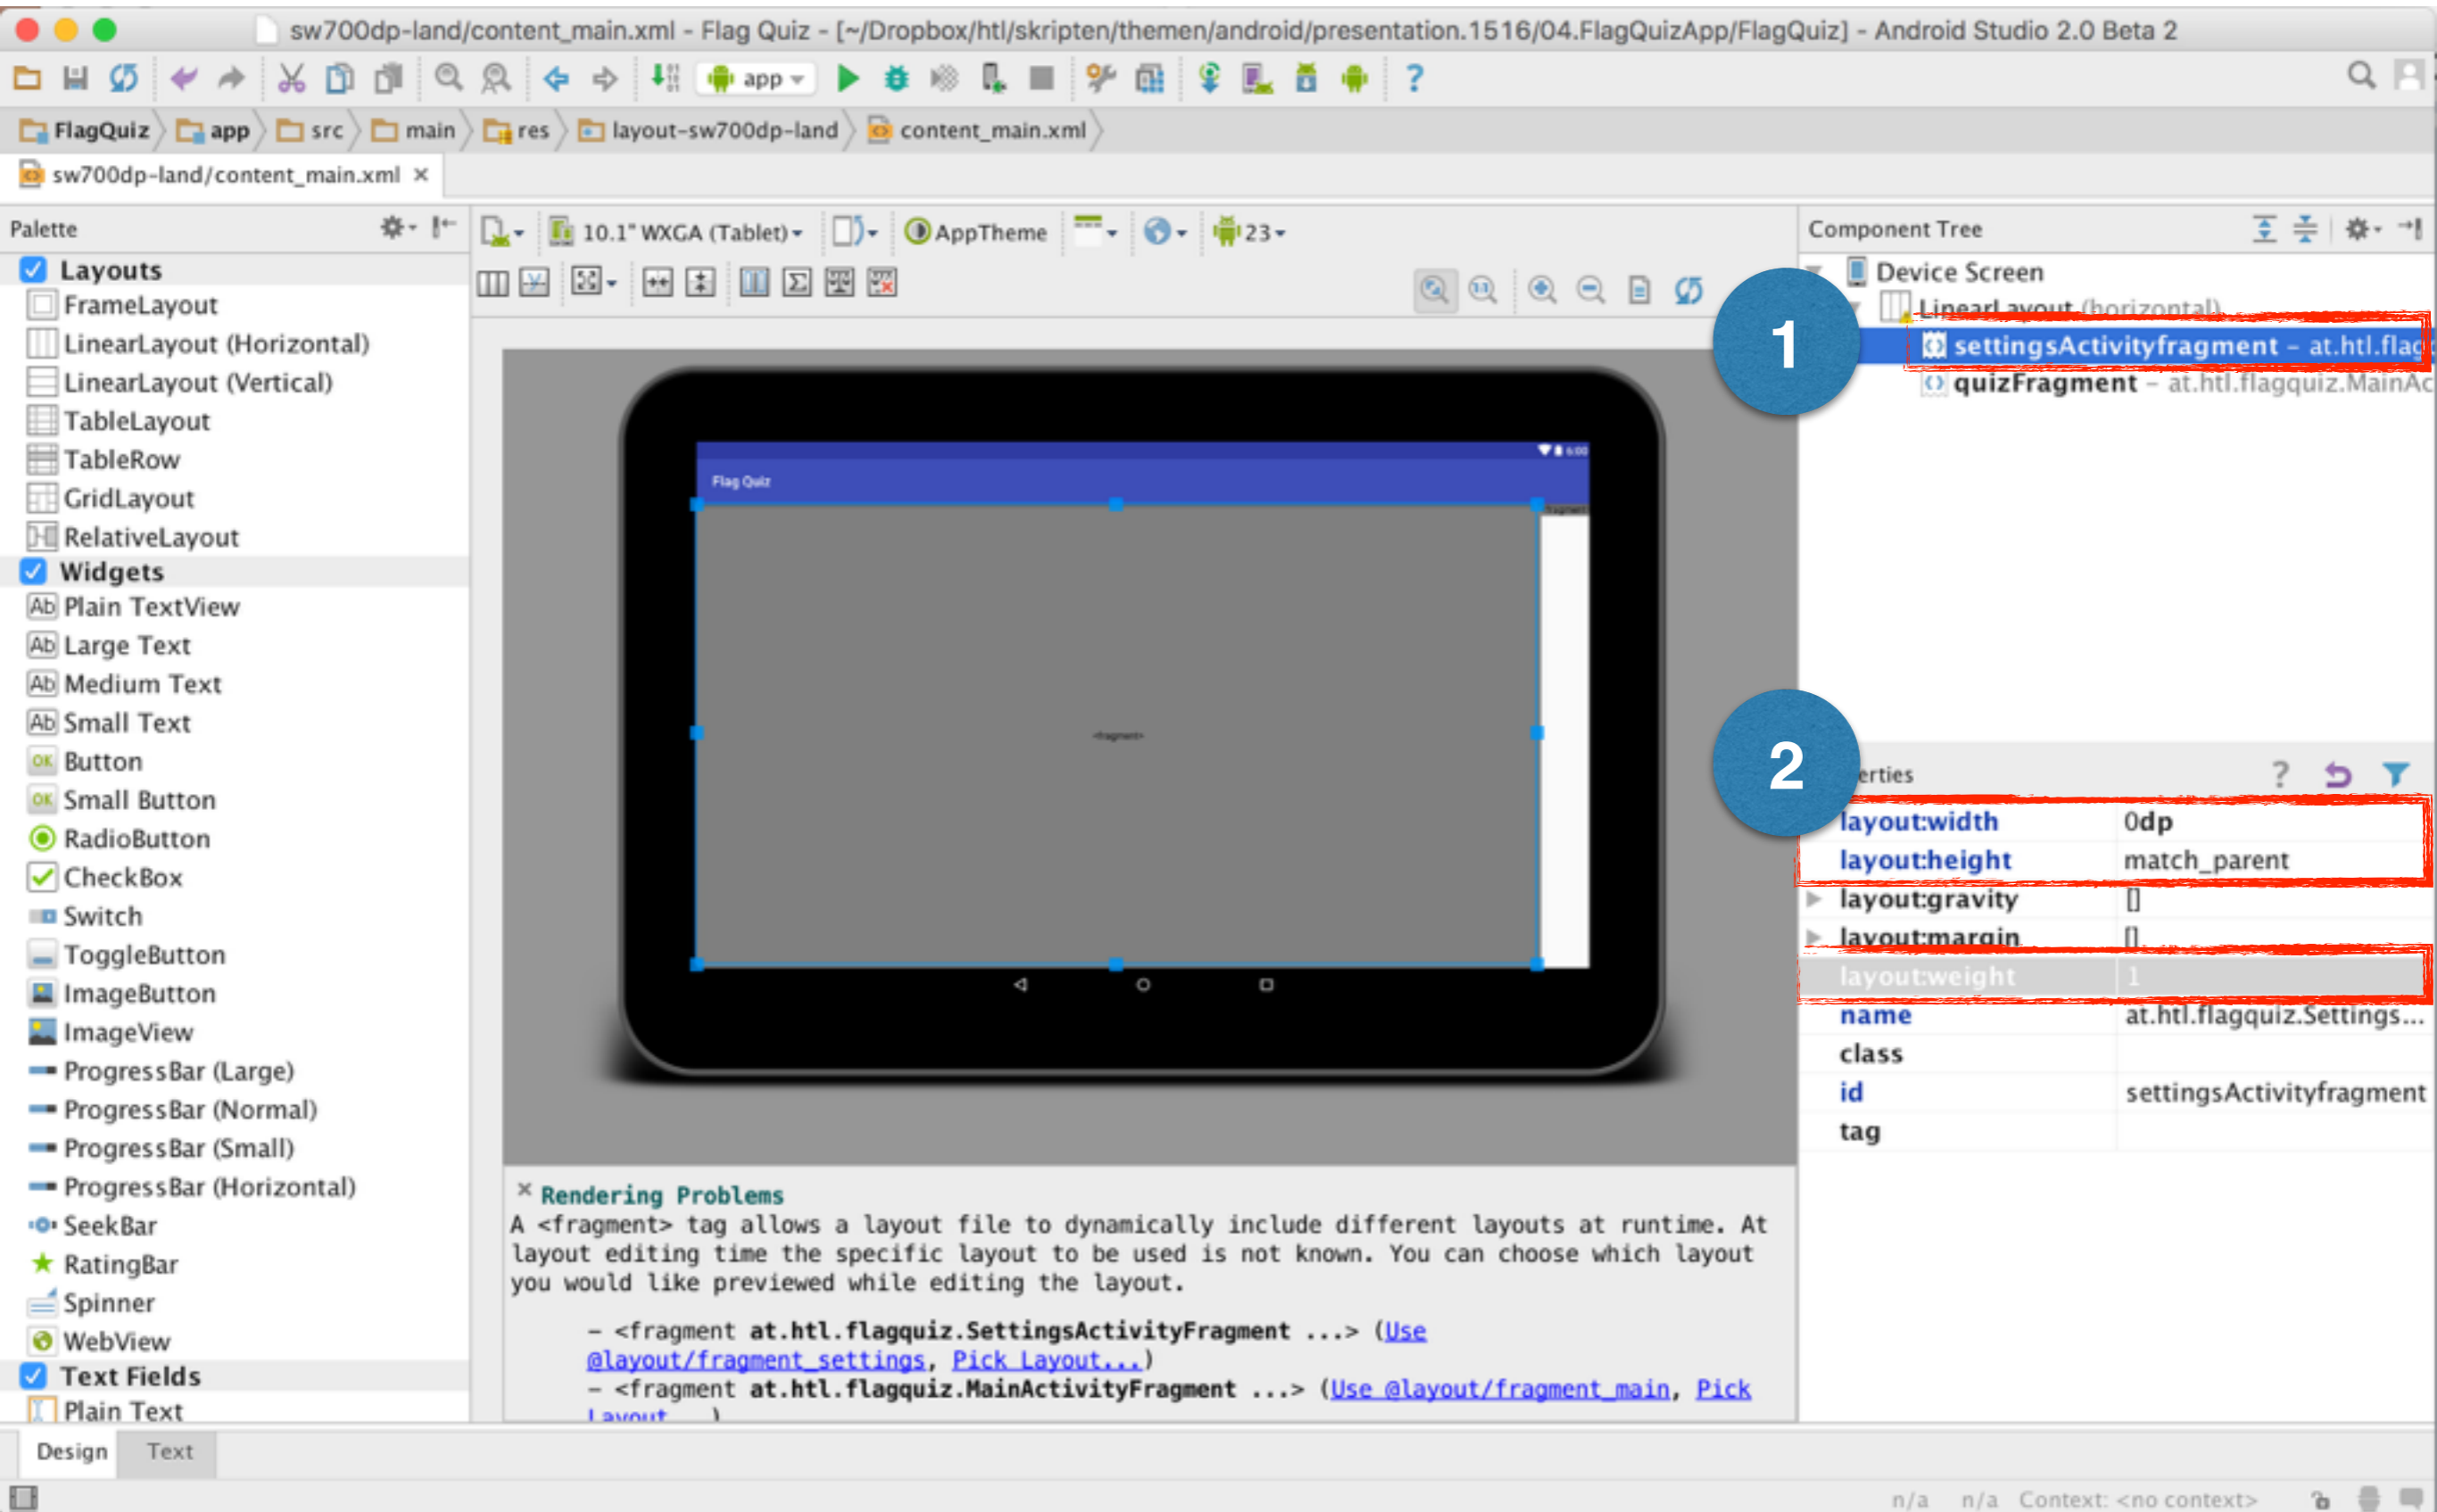 sw700dp-land/content_main.xml - Flag Quiz - [~/Dropbox/htl/skripten/themen/android/presentation.1516/04.FlagQuizApp/FlagQuiz] - Android Studio 2.0 Beta 2
app
?
FlagQuiz app src main res layout-sw700dp-land content_main.xml
sw700dp-land/content_main.xml ×
Palette
Layouts
FrameLayout
LinearLayout (Horizontal)
LinearLayout (Vertical)
TableLayout
TableRow
GridLayout
RelativeLayout
Widgets
Ab Plain TextView
Ab Large Text
Ab Medium Text
Ab Small Text
OK Button
OK Small Button
RadioButton
CheckBox
Switch
ToggleButton
ImageButton
ImageView
ProgressBar (Large)
ProgressBar (Normal)
ProgressBar (Small)
ProgressBar (Horizontal)
SeekBar
RatingBar
Spinner
WebView
Text Fields
Plain Text
Design Text
10.1" WXGA (Tablet) AppTheme 23
6:00
Flag Quiz
<fragment>
× Rendering Problems
A <fragment> tag allows a layout file to dynamically include different layouts at runtime. At
layout editing time the specific layout to be used is not known. You can choose which layout
you would like previewed while editing the layout.
– <fragment at.htl.flagquiz.SettingsActivityFragment ...> (Use
@layout/fragment_settings, Pick Layout...)
– <fragment at.htl.flagquiz.MainActivityFragment ...> (Use @layout/fragment_main, Pick
Layout...)
Component Tree
Device Screen
LinearLayout (horizontal)
1
settingsActivityfragment – at.htl.flag
quizFragment – at.htl.flagquiz.MainAc
2
erties ?
layout:width 0dp
layout:height match_parent
layout:gravity []
layout:margin []
layout:weight 1
name at.htl.flagquiz.Settings...
class
id settingsActivityfragment
tag
n/a n/a Context: <no context>